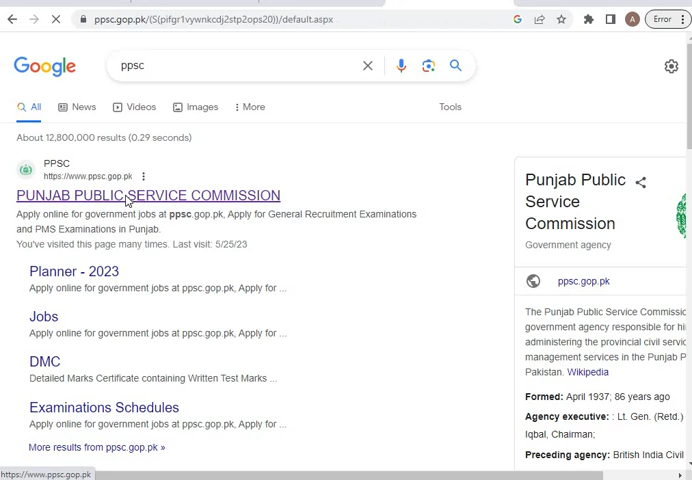 ppsc.gop.pk/(S(pifgr1vywnkcdj2stp2ops20))/default.aspx
A
Error
Google
ppsc
All
News
Videos
Images
More
Tools
About 12,800,000 results (0.29 seconds)
PPSC
https://www.ppsc.gop.pk
PUNJAB PUBLIC SERVICE COMMISSION
Apply online for government jobs at ppsc.gop.pk, Apply for General Recruitment Examinations
and PMS Examinations in Punjab.
You've visited this page many times. Last visit: 5/25/23
Planner - 2023
Apply online for government jobs at ppsc.gop.pk, Apply for ...
Jobs
Apply online for government jobs at ppsc.gop.pk, Apply for ...
DMC
Detailed Marks Certificate containing Written Test Marks ...
Examinations Schedules
Apply online for government jobs at ppsc.gop.pk, Apply for ...
More results from ppsc.gop.pk »
Punjab Public
Service
Commission
Government agency
ppsc.gop.pk
The Punjab Public Service Commissic
government agency responsible for hi
administering the provincial civil serv
management services in the Punjab P
Pakistan. Wikipedia
Formed: April 1937; 86 years ago
Agency executive: : Lt. Gen. (Retd.)
Iqbal, Chairman;
Preceding agency: British India Civil
https://www.ppsc.gop.pk